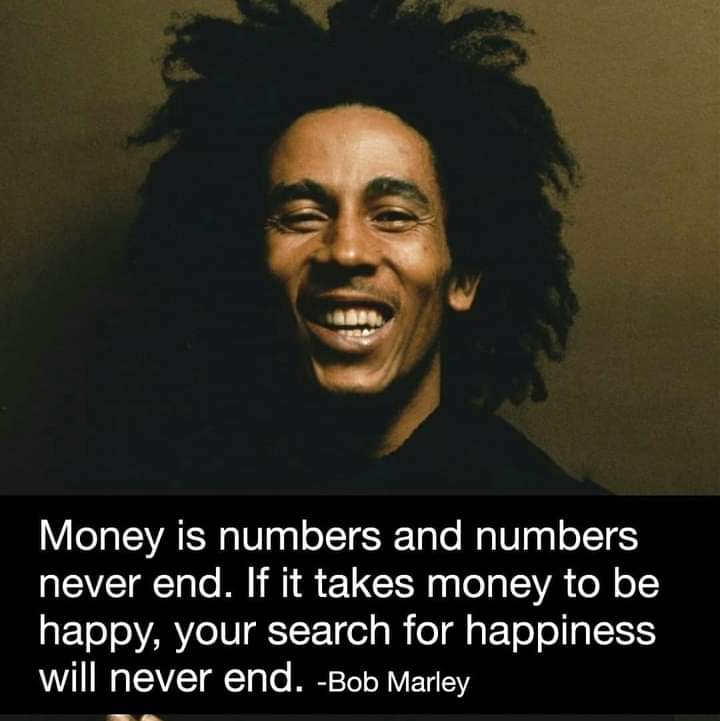 Money is numbers and numbers
never end. If it takes money to be
happy, your search for happiness
will never end. -Bob Marley